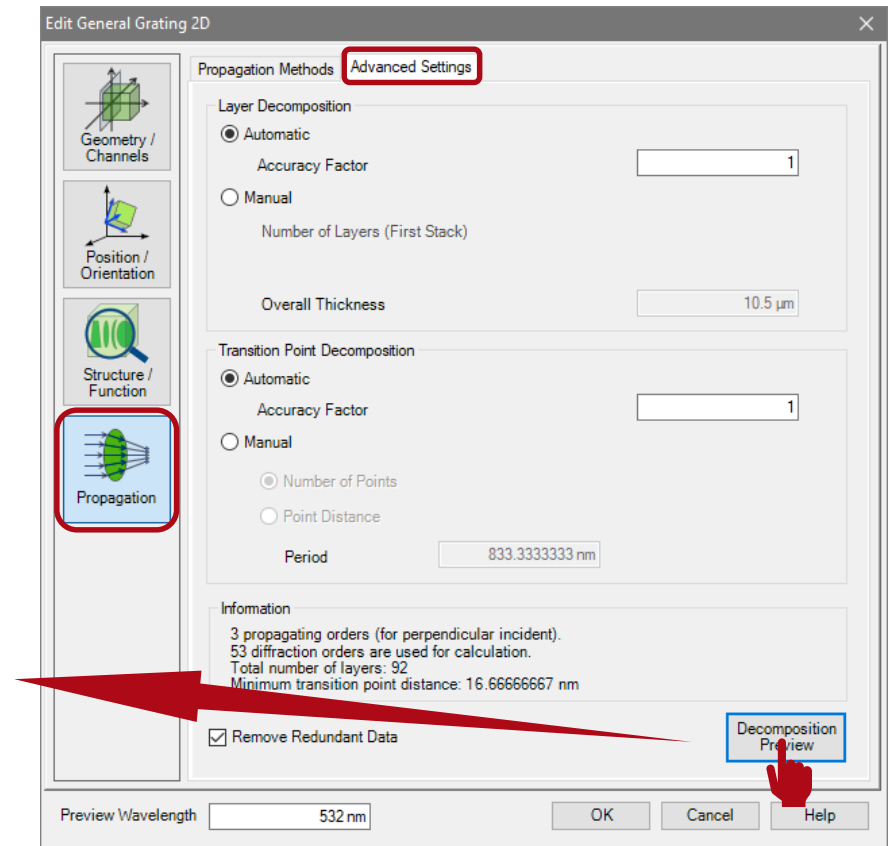 Edit General Grating 2D
Geometry /
Channels
Position /
Orientation
Structure /
Function
Propagation
Propagation Methods
Advanced Settings
Layer Decomposition
Automatic
Accuracy Factor 1
Manual
Number of Layers (First Stack)
Overall Thickness 10.5 µm
Transition Point Decomposition
Automatic
Accuracy Factor 1
Manual
Number of Points
Point Distance
Period 833.3333333 nm
Information
3 propagating orders (for perpendicular incident).
53 diffraction orders are used for calculation.
Total number of layers: 92
Minimum transition point distance: 16.66666667 nm
Remove Redundant Data
Decomposition
Preview
Preview Wavelength 532 nm
OK Cancel Help